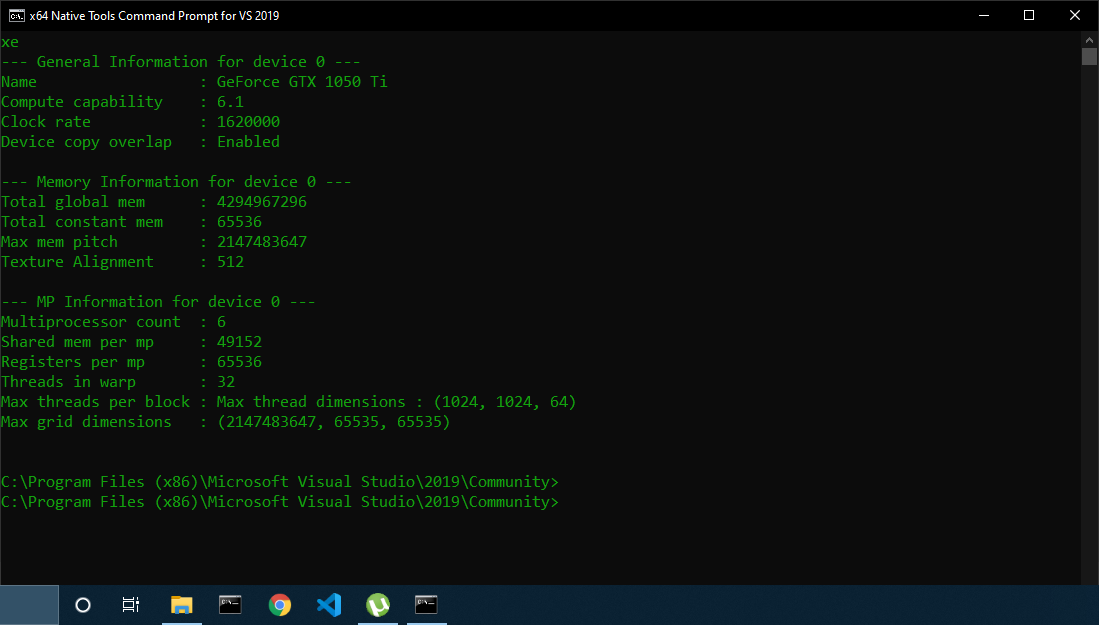 x64 Native Tools Command Prompt for VS 2019
xe
--- General Information for device 0 ---
Name                  : GeForce GTX 1050 Ti
Compute capability    : 6.1
Clock rate            : 1620000
Device copy overlap   : Enabled
--- Memory Information for device 0 ---
Total global mem      : 4294967296
Total constant mem    : 65536
Max mem pitch         : 2147483647
Texture Alignment     : 512
--- MP Information for device 0 ---
Multiprocessor count  : 6
Shared mem per mp     : 49152
Registers per mp      : 65536
Threads in warp       : 32
Max threads per block : Max thread dimensions : (1024, 1024, 64)
Max grid dimensions   : (2147483647, 65535, 65535)
C:\Program Files (x86)\Microsoft Visual Studio\2019\Community>
C:\Program Files (x86)\Microsoft Visual Studio\2019\Community>